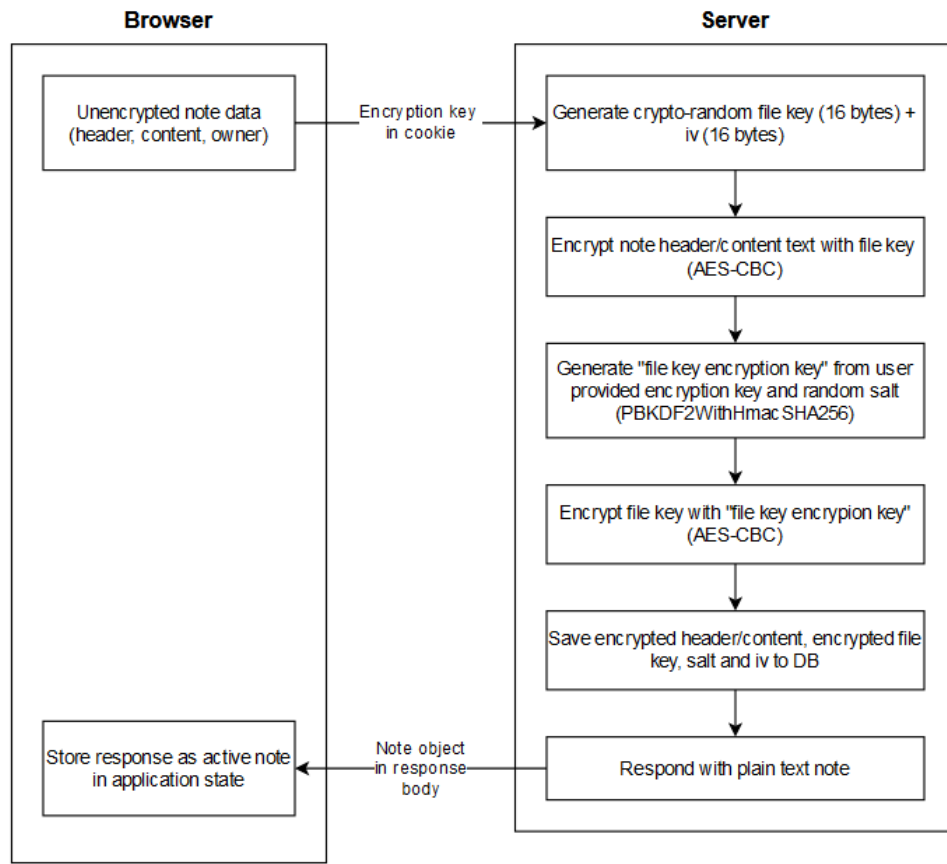 Browser
Server
Unencrypted note data
(header, content, owner)
Encryption key
in cookie
Generate crypto-random file key (16 bytes) +
iv (16 bytes)
Encrypt note header/content text with file key
(AES-CBC)
Generate "file key encryption key" from user
provided encryption key and random salt
(PBKDF2WithHmacSHA256)
Encrypt file key with "file key encrypion key"
(AES-CBC)
Save encrypted header/content, encrypted file
key, salt and iv to DB
Respond with plain text note
Note object
in response
body
Store response as active note
in application state